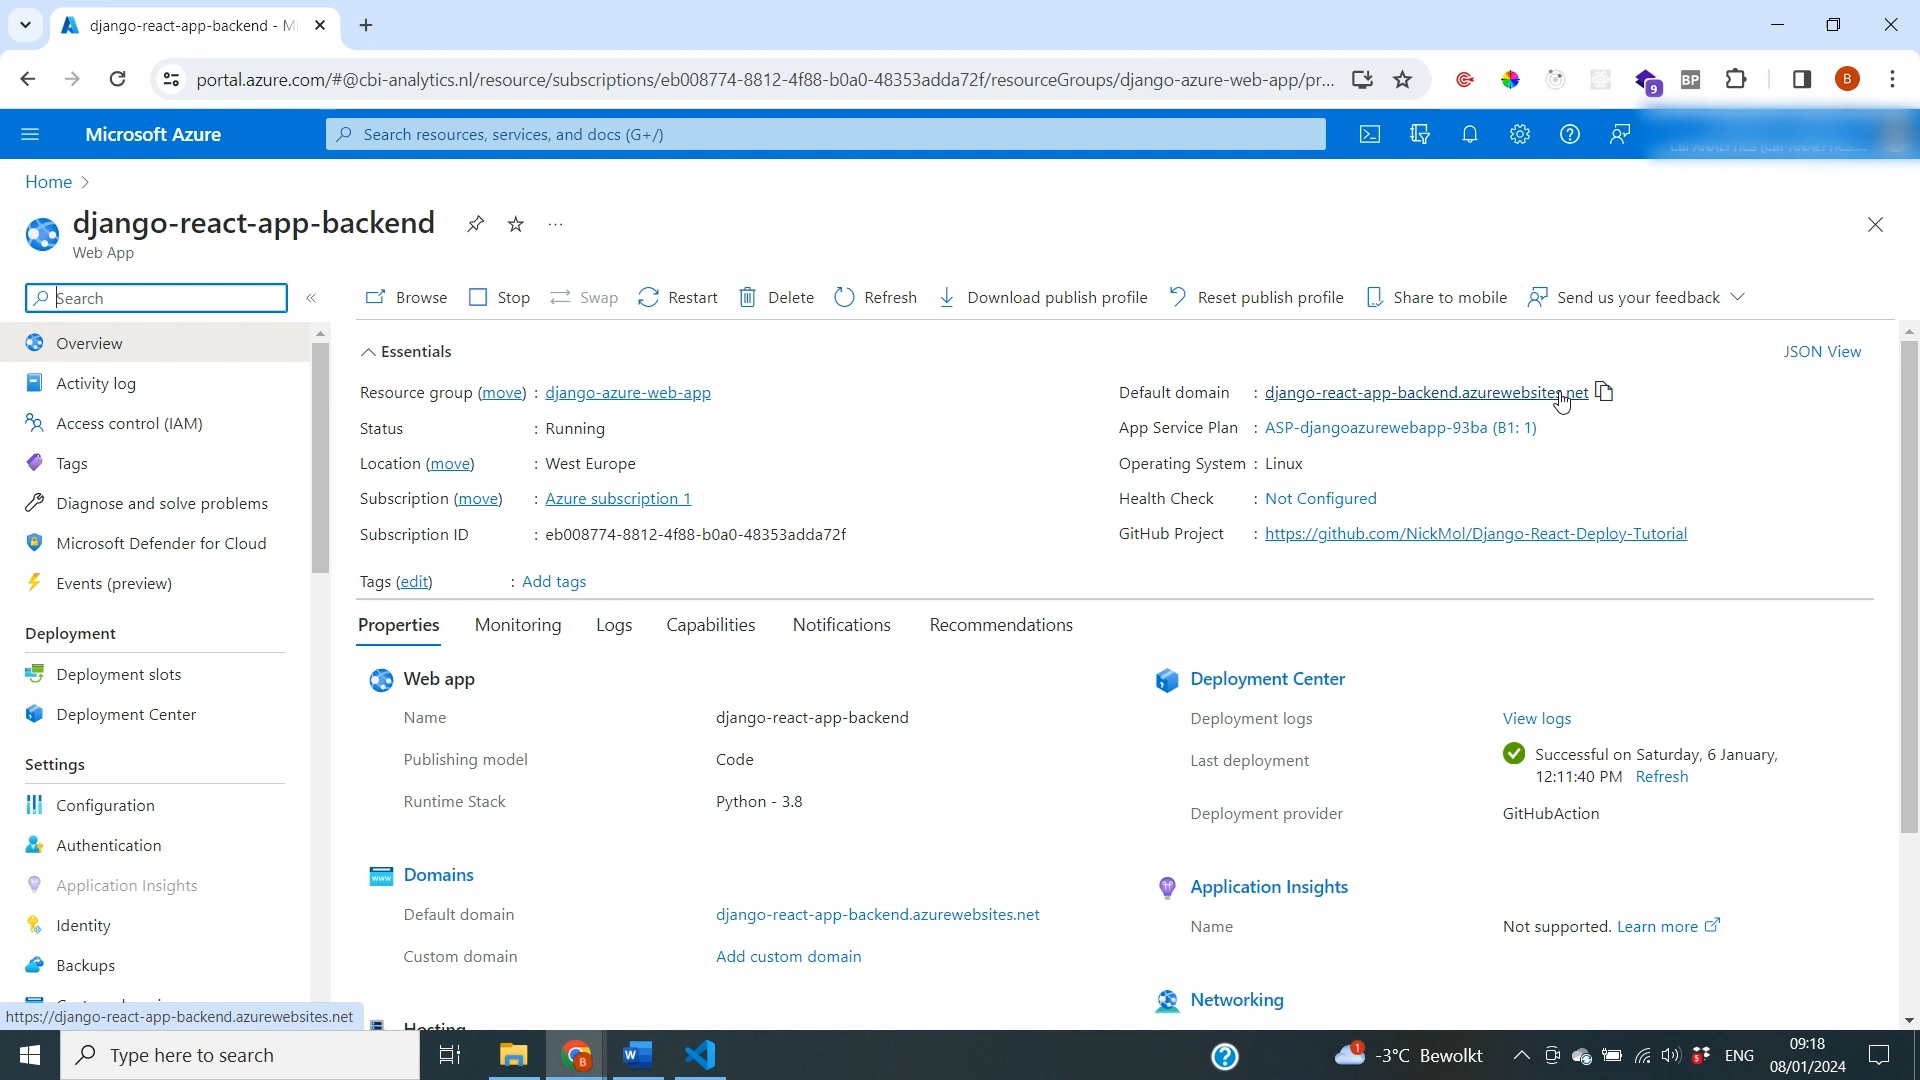 django-react-app-backend - Mi
portal.azure.com/#@cbi-analytics.nl/resource/subscriptions/eb008774-8812-4f88-b0a0-48353adda72f/resourceGroups/django-azure-web-app/pr...
9
BP
B
Microsoft Azure
Search resources, services, and docs (G+/)
Home
django-react-app-backend
Web App
Search
Browse Stop Swap Restart Delete Refresh Download publish profile Reset publish profile Share to mobile Send us your feedback
Overview
Activity log
Access control (IAM)
Tags
Diagnose and solve problems
Microsoft Defender for Cloud
Events (preview)
Deployment
Deployment slots
Deployment Center
Settings
Configuration
Authentication
Application Insights
Identity
Backups
https://django-react-app-backend.azurewebsites.net
Essentials
JSON View
Resource group (move) : django-azure-web-app
Status : Running
Location (move) : West Europe
Subscription (move) : Azure subscription 1
Subscription ID : eb008774-8812-4f88-b0a0-48353adda72f
Tags (edit) : Add tags
Default domain : django-react-app-backend.azurewebsites.net
App Service Plan : ASP-djangoazurewebapp-93ba (B1: 1)
Operating System : Linux
Health Check : Not Configured
GitHub Project : https://github.com/NickMol/Django-React-Deploy-Tutorial
Properties Monitoring Logs Capabilities Notifications Recommendations
Web app
Name django-react-app-backend
Publishing model Code
Runtime Stack Python - 3.8
Domains
www
Default domain django-react-app-backend.azurewebsites.net
Custom domain Add custom domain
Hosting
Deployment Center
Deployment logs View logs
Last deployment Successful on Saturday, 6 January,
12:11:40 PM Refresh
Deployment provider GitHubAction
Application Insights
Name Not supported. Learn more
Networking
Type here to search
B
W
1
-3°C Bewolkt
5
ENG
09:18
08/01/2024